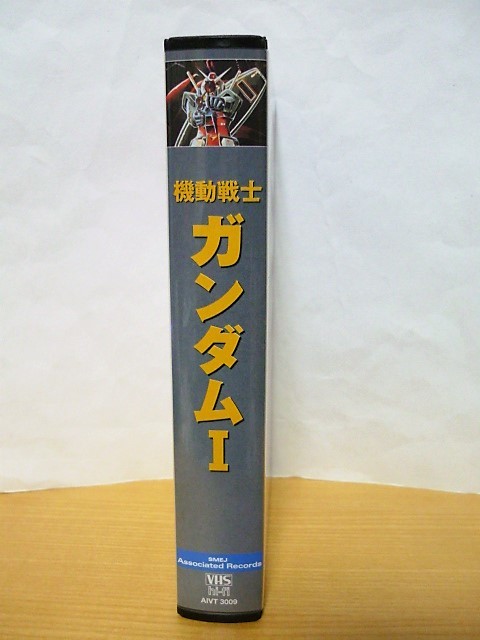 機動戦士
ガンダムI
SMEJ
Associated Records
VHS
hi-fi
AIVT 3009